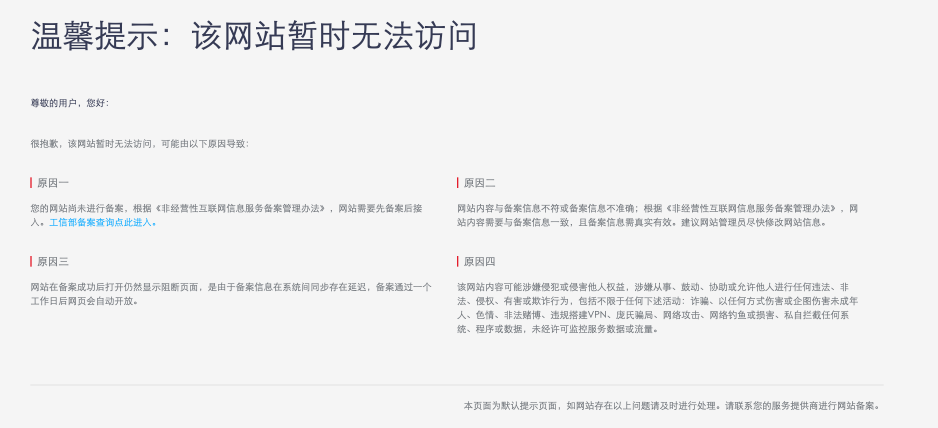 温馨提示：该网站暂时无法访问
尊敬的用户，您好：
很抱歉，该网站暂时无法访问，可能由以下原因导致：
原因一
您的网站尚未进行备案，根据《非经营性互联网信息服务备案管理办法》，网站需要先备案后接
入。工信部备案查询点此进入。
原因二
网站内容与备案信息不符或备案信息不准确；根据《非经营性互联网信息服务备案管理办法》，网
站内容需要与备案信息一致，且备案信息需真实有效。建议网站管理员尽快修改网站信息。
原因三
网站在备案成功后打开仍然显示阻断页面，是由于备案信息在系统间同步存在延迟，备案通过一个
工作日后网页会自动开放。
原因四
该网站内容可能涉嫌侵犯或侵害他人权益，涉嫌从事、鼓动、协助或允许他人进行任何违法、非
法、侵权、有害或欺诈行为，包括不限于任何下述活动：诈骗、以任何方式伤害或企图伤害未成年
人、色情、非法赌博、违规搭建VPN、庞氏骗局、网络攻击、网络钓鱼或损害、私自拦截任何系
统、程序或数据，未经许可监控服务数据或流量。
本页面为默认提示页面，如网站存在以上问题请及时进行处理。请联系您的服务提供商进行网站备案。